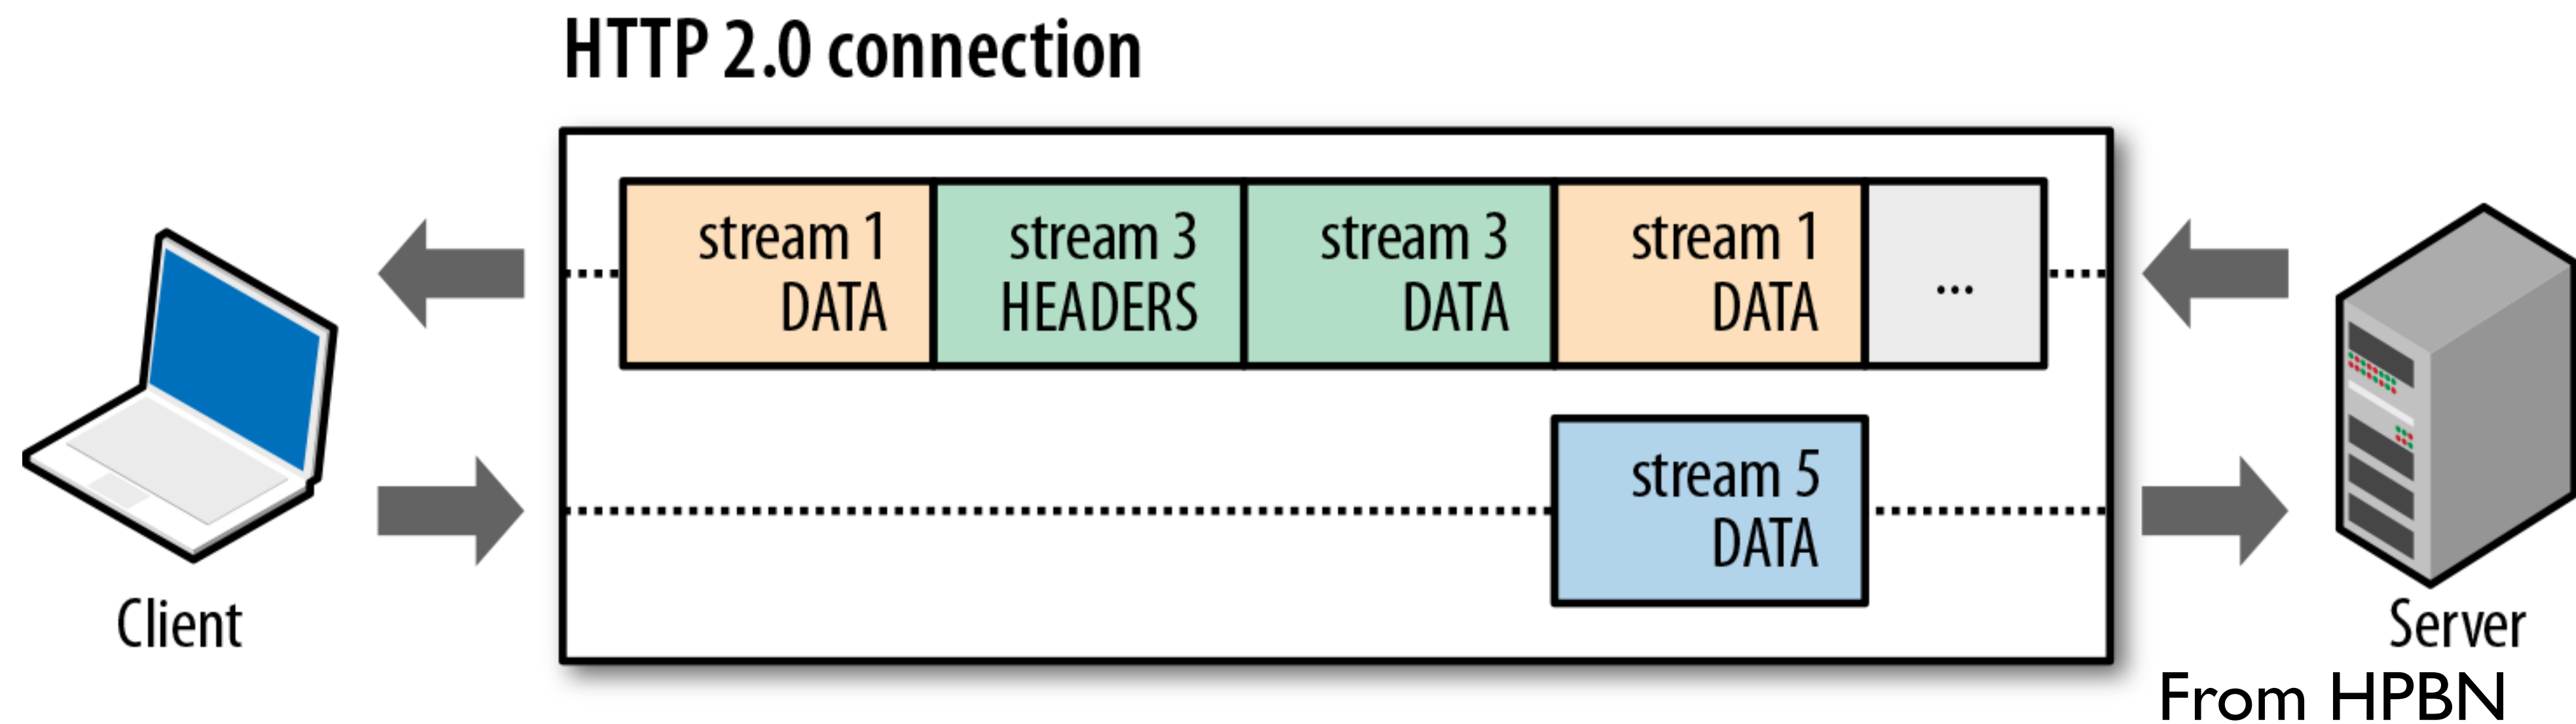 HTTP 2.0 connection
stream 1
DATA
stream 3
HEADERS
stream 3
DATA
stream 1
DATA
...
stream 5
DATA
Client
Server
From HPBN